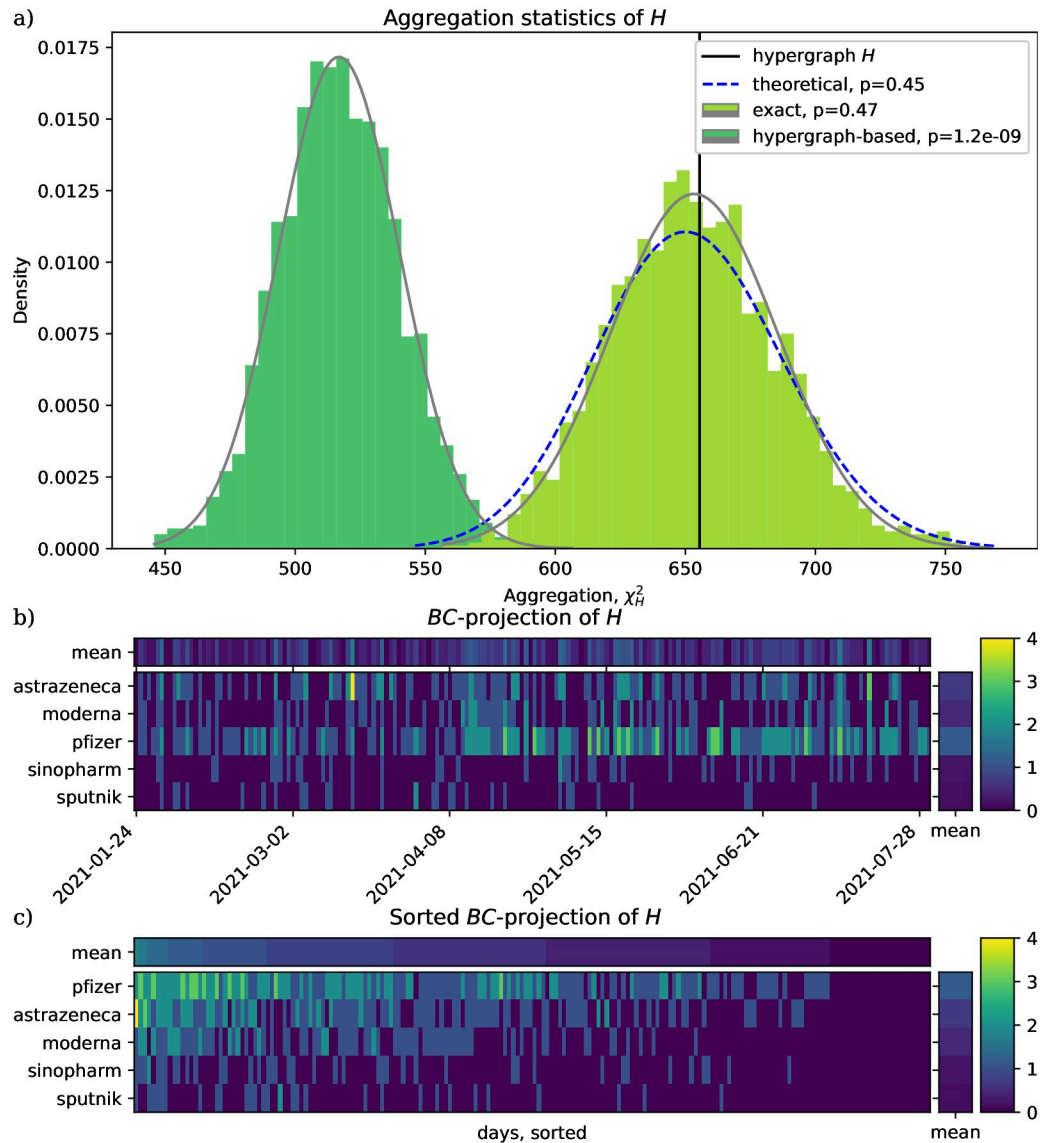 a)
Aggregation statistics of H
0.0175
0.0150
0.0125
0.0100
0.0075
0.0050
0.0025
0.0000
Density
hypergraph H
theoretical, p=0.45
exact, p=0.47
hypergraph-based, p=1.2e-09
450 500 550 600 650 700 750
Aggregation, χ²_H
b)
BC-projection of H
mean
astrazeneca
moderna
pfizer
sinopharm
sputnik
2021-01-24 2021-03-02 2021-04-08 2021-05-15 2021-06-21 2021-07-28
mean
4
3
2
1
0
c)
Sorted BC-projection of H
mean
pfizer
astrazeneca
moderna
sinopharm
sputnik
days, sorted
mean
4
3
2
1
0